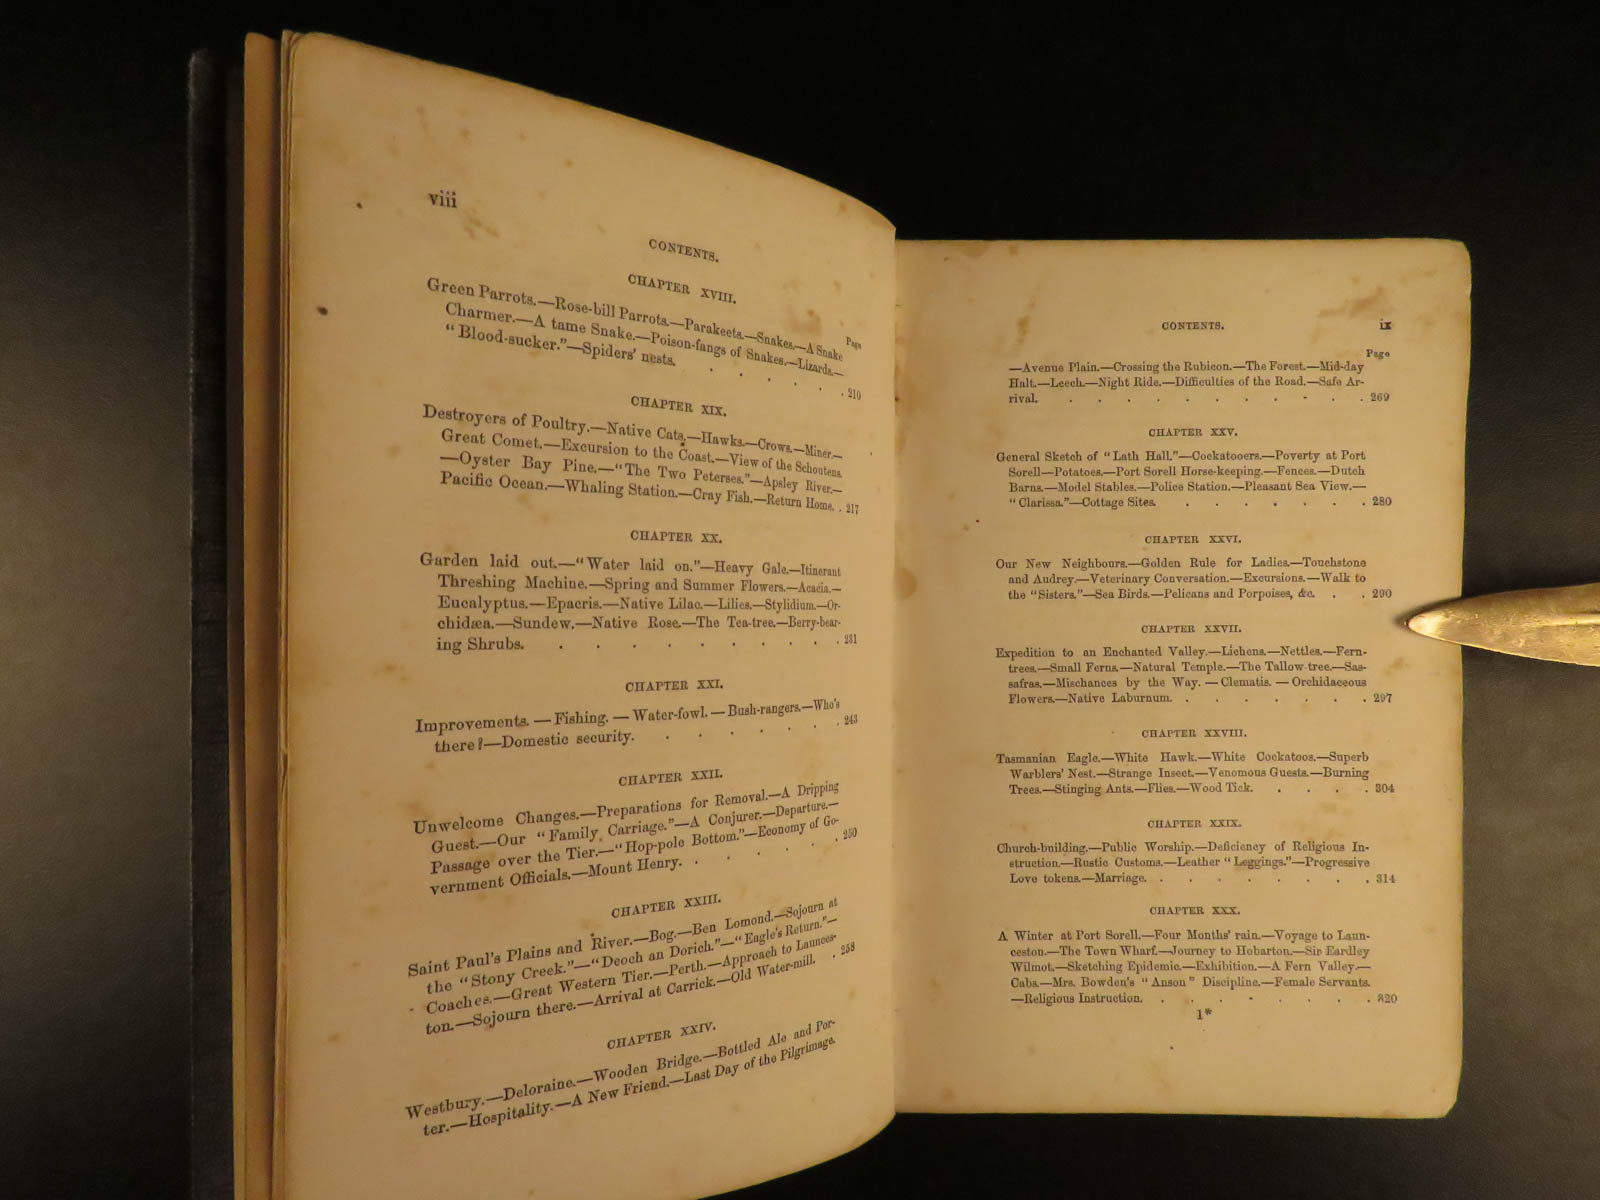 viii
CONTENTS.
CHAPTER XVIII.
Page
Green Parrots.—Rose-bill Parrots.—Parakeets.—Snakes.—A Snake
Charmer.—A tame Snake.—Poison-fangs of Snakes.—Lizards.—
"Blood-sucker."—Spiders' nests. . . . . . . 210
CHAPTER XIX.
Destroyers of Poultry.—Native Cats.—Hawks.—Crows.—Miner.—
Great Comet.—Excursion to the Coast.—View of the Schoutens.
—Oyster Bay Pine.—"The Two Peterses."—Apsley River.—
Pacific Ocean.—Whaling Station.—Cray Fish.—Return Home. . 217
CHAPTER XX.
Garden laid out.—"Water laid on."—Heavy Gale.—Itinerant
Threshing Machine.—Spring and Summer Flowers.—Acacia.—
Eucalyptus.—Epacris.—Native Lilac.—Lilies.—Stylidium.—Or-
chidæa.—Sundew.—Native Rose.—The Tea-tree.—Berry-bear-
ing Shrubs. . . . . . . . . . 231
CHAPTER XXI.
Improvements. — Fishing. — Water-fowl. — Bush-rangers.—Who's
there?—Domestic security. . . . . . . 243
CHAPTER XXII.
Unwelcome Changes.—Preparations for Removal.—A Dripping
Guest.—Our "Family Carriage."—A Conjurer.—Departure.—
Passage over the Tier.—"Hop-pole Bottom."—Economy of Go-
vernment Officials.—Mount Henry. . . . . . . 250
CHAPTER XXIII.
Saint Paul's Plains and River.—Bog.—Ben Lomond.—Sojourn at
the "Stony Creek."—"Deoch an Dorich."—"Eagle's Return."—
Coaches.—Great Western Tier.—Perth.—Approach to Launces-
ton.—Sojourn there.—Arrival at Carrick.—Old Water-mill. . 258
CHAPTER XXIV.
Westbury.—Deloraine.—Wooden Bridge.—Bottled Ale and Por-
ter.—Hospitality.—A New Friend.—Last Day of the Pilgrimage.
CONTENTS. ix
Page
—Avenue Plain.—Crossing the Rubicon.—The Forest.—Mid-day
Halt.—Leech.—Night Ride.—Difficulties of the Road.—Safe Ar-
rival. . . . . . . . . . . . 269
CHAPTER XXV.
General Sketch of "Lath Hall."—Cockatooers.—Poverty at Port
Sorell—Potatoes.—Port Sorell Horse-keeping.—Fences.—Dutch
Barns.—Model Stables.—Police Station.—Pleasant Sea View.—
"Clarissa."—Cottage Sites. . . . . . . . 280
CHAPTER XXVI.
Our New Neighbours.—Golden Rule for Ladies.—Touchstone
and Audrey.—Veterinary Conversation.—Excursions.—Walk to
the "Sisters."—Sea Birds.—Pelicans and Porpoises, &c. . . 290
CHAPTER XXVII.
Expedition to an Enchanted Valley.—Lichens.—Nettles.—Fern-
trees.—Small Ferns.—Natural Temple.—The Tallow-tree.—Sas-
safras.—Mischances by the Way. — Clematis. — Orchidaceous
Flowers.—Native Laburnum. . . . . . . . 297
CHAPTER XXVIII.
Tasmanian Eagle.—White Hawk.—White Cockatoos.—Superb
Warblers' Nest.—Strange Insect.—Venomous Guests.—Burning
Trees.—Stinging Ants.—Flies.—Wood Tick. . . . . 304
CHAPTER XXIX.
Church-building.—Public Worship.—Deficiency of Religious In-
struction.—Rustic Customs.—Leather "Leggings."—Progressive
Love tokens.—Marriage. . . . . . . . . 314
CHAPTER XXX.
A Winter at Port Sorell.—Four Months' rain.—Voyage to Laun-
ceston.—The Town Wharf.—Journey to Hobarton.—Sir Eardley
Wilmot.—Sketching Epidemic.—Exhibition.—A Fern Valley.—
Cabs.—Mrs. Bowden's "Anson" Discipline.—Female Servants.
—Religious Instruction. . . . . . . . . 320
1*